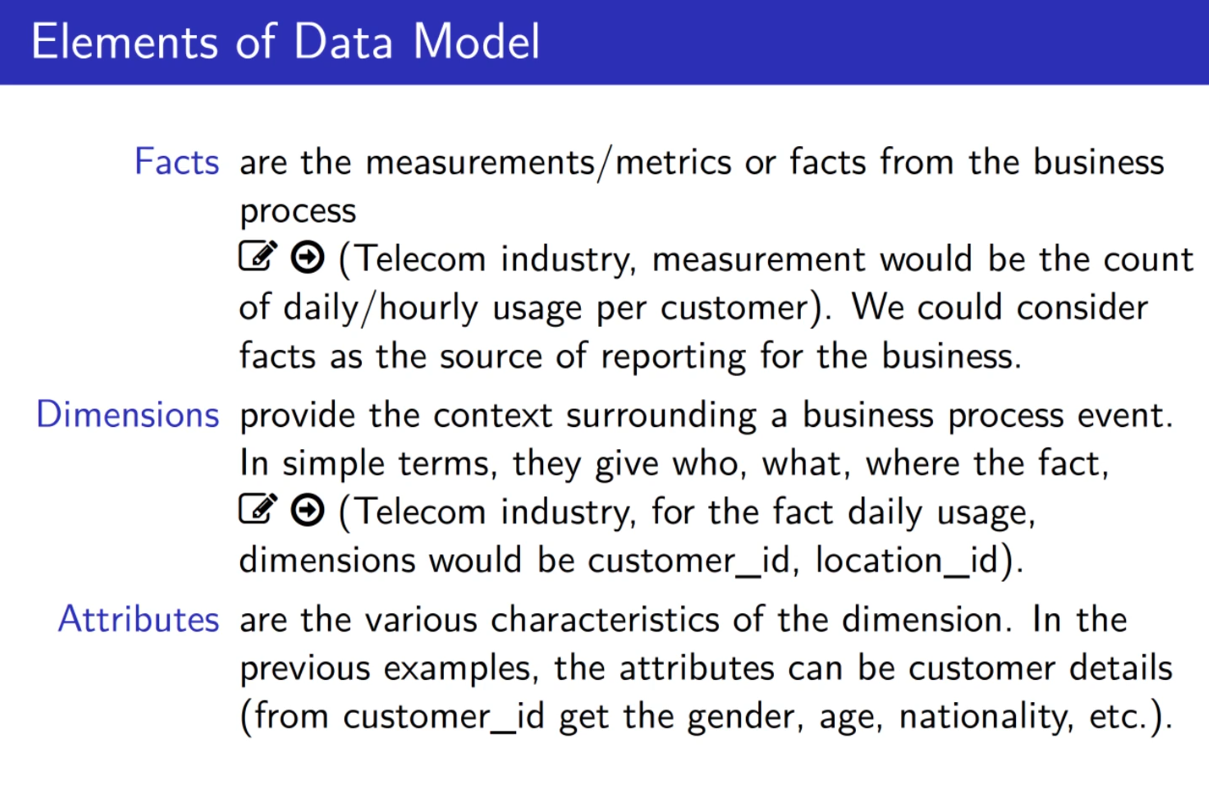 Elements of Data Model
Facts are the measurements/metrics or facts from the business
process
(Telecom industry, measurement would be the count
of daily/hourly usage per customer). We could consider
facts as the source of reporting for the business.
Dimensions provide the context surrounding a business process event.
In simple terms, they give who, what, where the fact,
(Telecom industry, for the fact daily usage,
dimensions would be customer_id, location_id).
Attributes are the various characteristics of the dimension. In the
previous examples, the attributes can be customer details
(from customer_id get the gender, age, nationality, etc.).